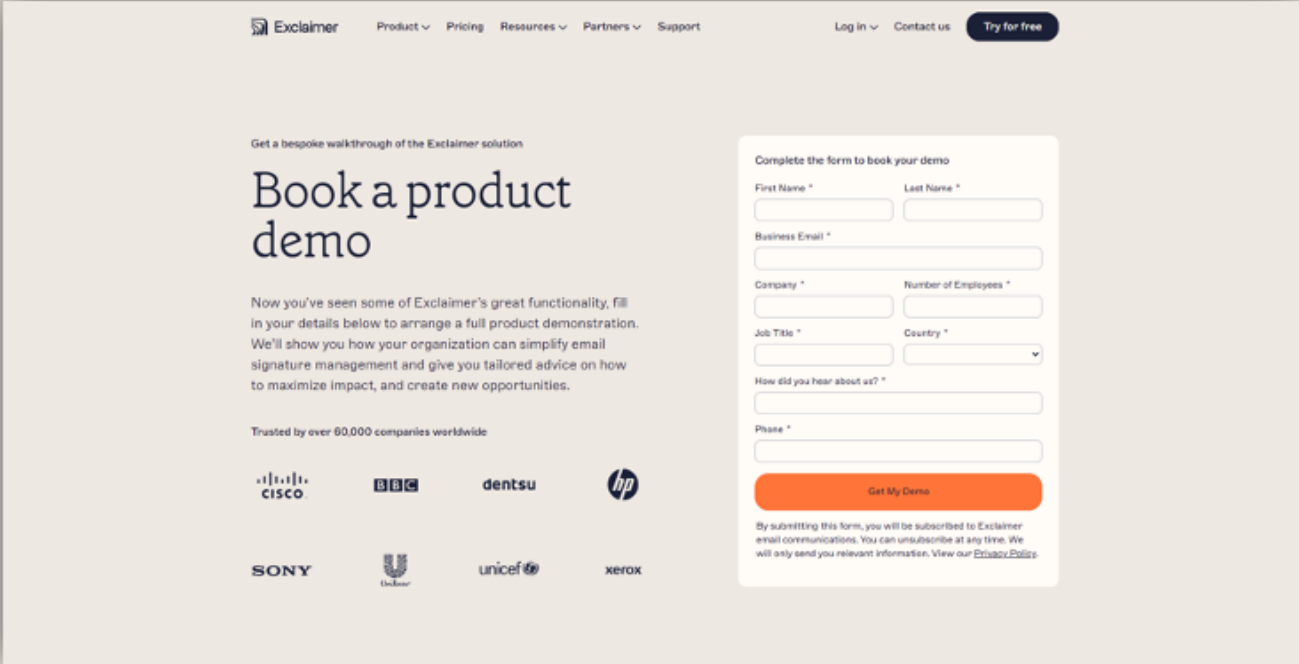 Exclaimer
Product
Pricing
Resources
Partners
Support
Log in
Contact us
Try for free
Get a bespoke walkthrough of the Exclaimer solution
Book a product
demo
Now you've seen some of Exclaimer's great functionality, fill
in your details below to arrange a full product demonstration.
We'll show you how your organization can simplify email
signature management and give you tailored advice on how
to maximize impact, and create new opportunities.
Trusted by over 60,000 companies worldwide
CISCO
BBC
dentsu
hp
SONY
Unilever
unicef
xerox
Complete the form to book your demo
First Name *
Last Name *
Business Email *
Company *
Number of Employees *
Job Title *
Country *
How did you hear about us? *
Phone *
Get My Demo
By submitting this form, you will be subscribed to Exclaimer
email communications. You can unsubscribe at any time. We
will only send you relevant information. View our Privacy Policy.